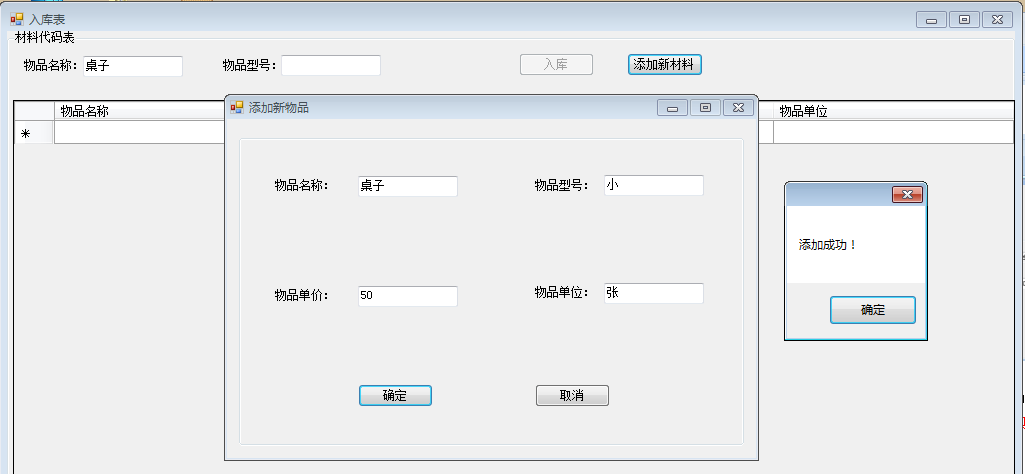 入库表
材料代码表
物品名称: 桌子 物品型号: 入库 添加新材料
物品名称 物品单位
*
添加新物品
物品名称: 桌子 物品型号: 小
物品单价: 50 物品单位: 张
确定 取消
添加成功！
确定